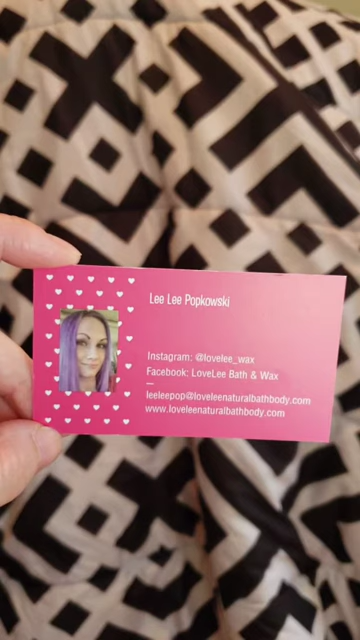 Lee Lee Popkowski
Instagram: @lovelee_wax
Facebook: LoveLee Bath & Wax
—
leeleepop@loveleenaturalbathbody.com
www.loveleenaturalbathbody.com